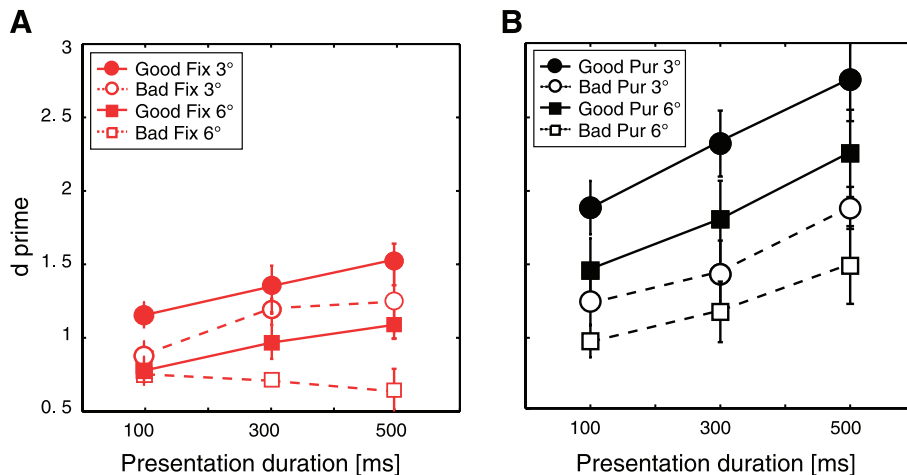 A
B
3
2. 5
2
1. 5
1
0. 5
d prime
Good Fix 3°
Bad Fix 3°
Good Fix 6°
Bad Fix 6°
100
300
500
Presentation duration [ms]
Good Pur 3°
Bad Pur 3°
Good Pur 6°
Bad Pur 6°
100
300
500
Presentation duration [ms]